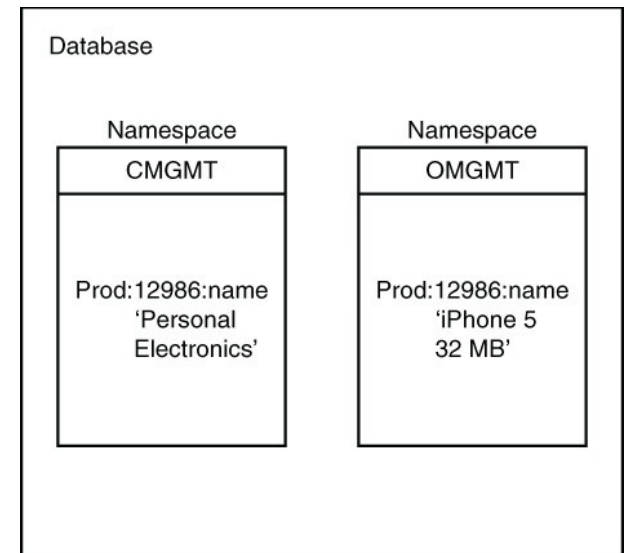 Database
Namespace
CMGMT
Prod:12986:name
‘Personal
Electronics’
Namespace
OMGMT
Prod:12986:name
‘iPhone 5
32 MB’